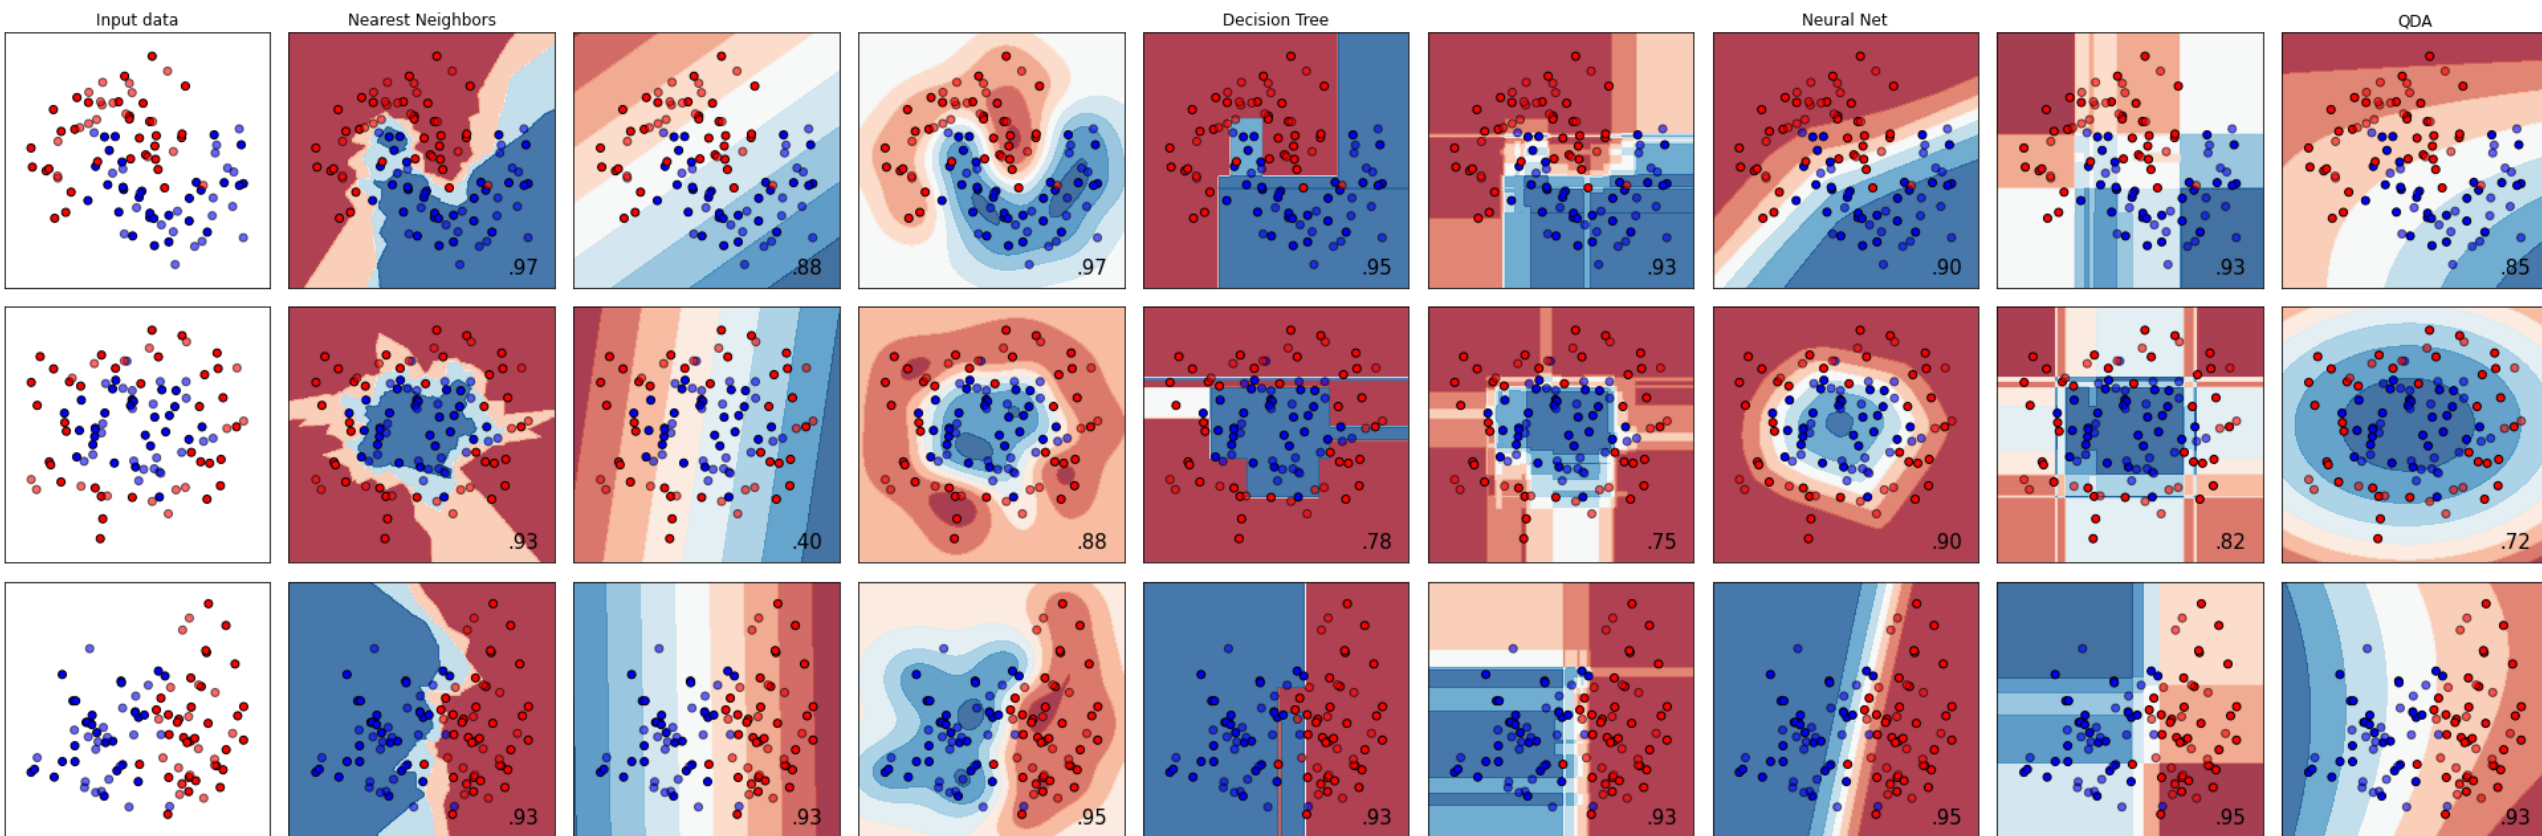 Input data Nearest Neighbors Decision Tree Neural Net QDA
.97 .88 .97 .95 .93 .90 .93 .85
.93 .40 .88 .78 .75 .90 .82 .72
.93 .93 .95 .93 .93 .95 .95 .93